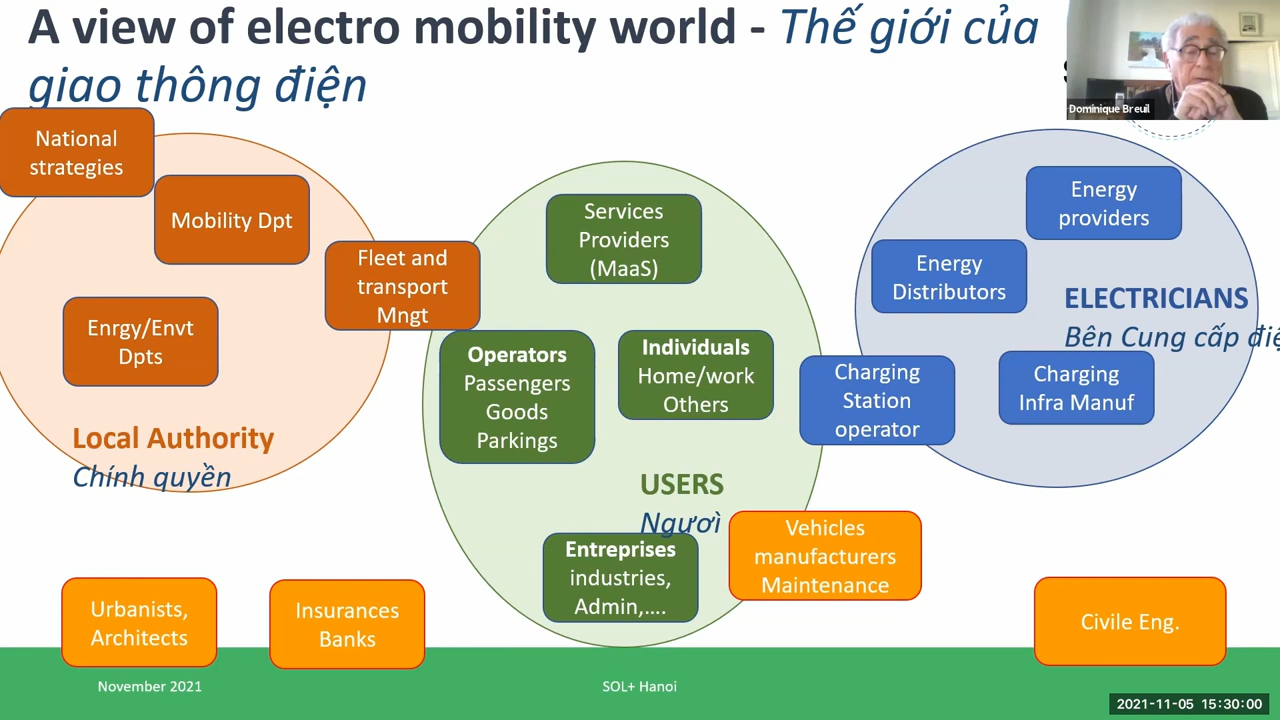 A view of electro mobility world - Thế giới của
giao thông điện
Dominique Breuil
National
strategies
Mobility Dpt
Fleet and
transport
Mngt
Enrgy/Envt
Dpts
Local Authority
Chính quyền
Services
Providers
(MaaS)
Operators
Passengers
Goods
Parkings
Individuals
Home/work
Others
USERS
Người
Entreprises
industries,
Admin,....
Energy
providers
Energy
Distributors
ELECTRICIANS
Bên Cung cấp
Charging
Station
operator
Charging
Infra Manuf
Vehicles
manufacturers
Maintenance
Urbanists,
Architects
Insurances
Banks
Civile Eng.
November 2021
SOL+ Hanoi
2021-11-05 15:30:00